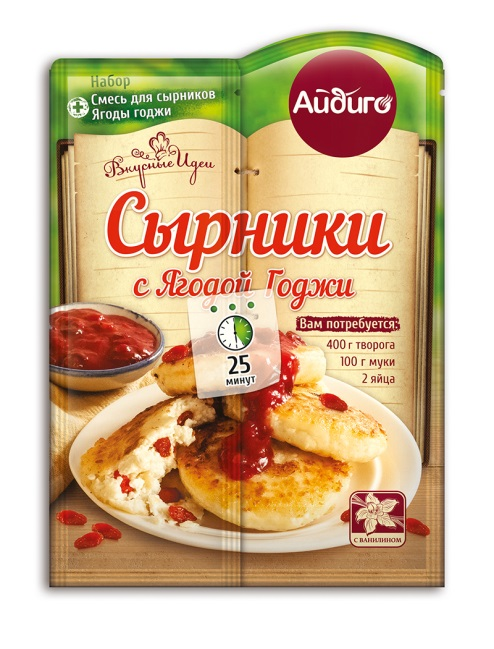 Набор
Смесь для сырников
Ягоды годжи
Айдиго
Вкусные Идеи
Сырники
с Ягодой Годжи
Вам потребуется:
400 г творога
100 г муки
2 яйца
25
минут
С ВАНИЛИНОМ